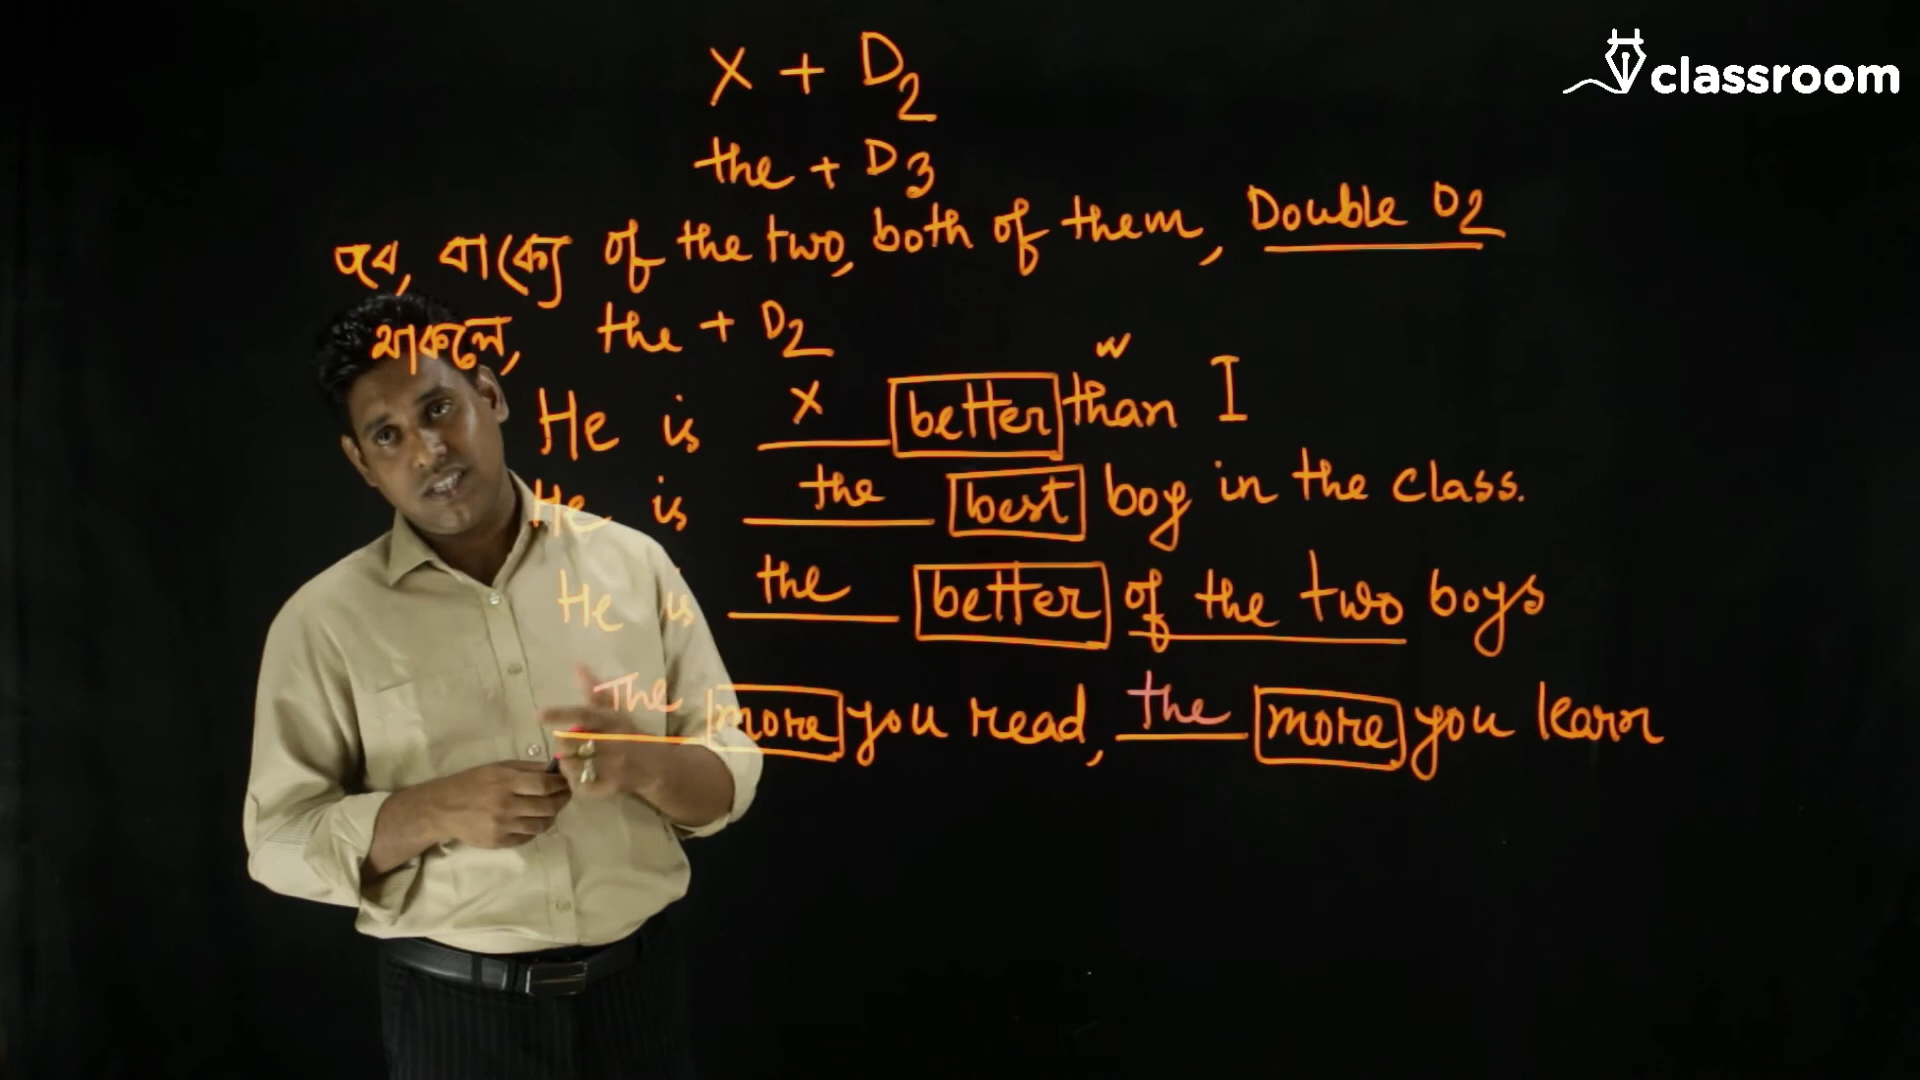 classroom
X + D2
the + D3
তবে, বাক্যে of the two, both of them, Double D2
থাকলে, the + D2
w
He is X better than I
He is the best boy in the class.
He is the better of the two boys
The more you read, the more you learn